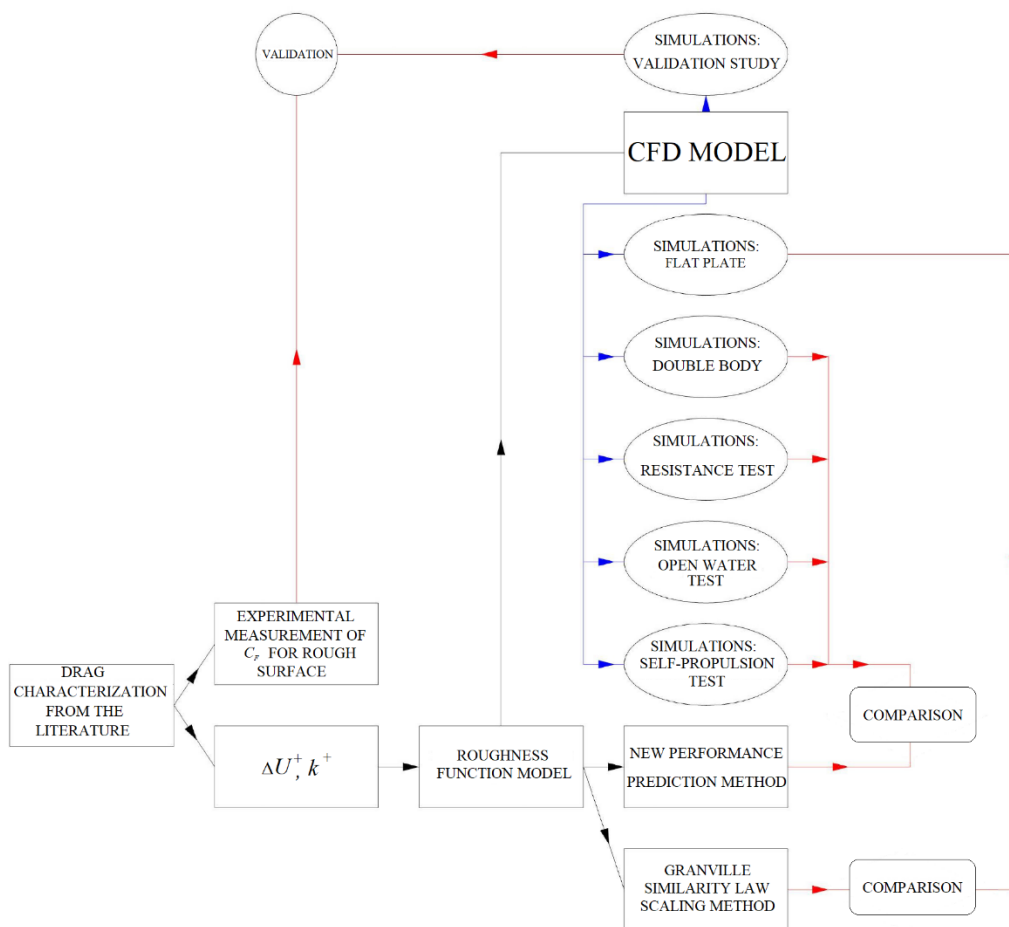 VALIDATION
SIMULATIONS:
VALIDATION STUDY
CFD MODEL
SIMULATIONS:
FLAT PLATE
SIMULATIONS:
DOUBLE BODY
SIMULATIONS:
RESISTANCE TEST
SIMULATIONS:
OPEN WATER
TEST
SIMULATIONS:
SELF-PROPULSION
TEST
EXPERIMENTAL
MEASUREMENT OF
C_F FOR ROUGH
SURFACE
DRAG
CHARACTERIZATION
FROM THE
LITERATURE
ΔU⁺, k⁺
ROUGHNESS
FUNCTION MODEL
NEW PERFORMANCE
PREDICTION METHOD
COMPARISON
GRANVILLE
SIMILARITY LAW
SCALING METHOD
COMPARISON